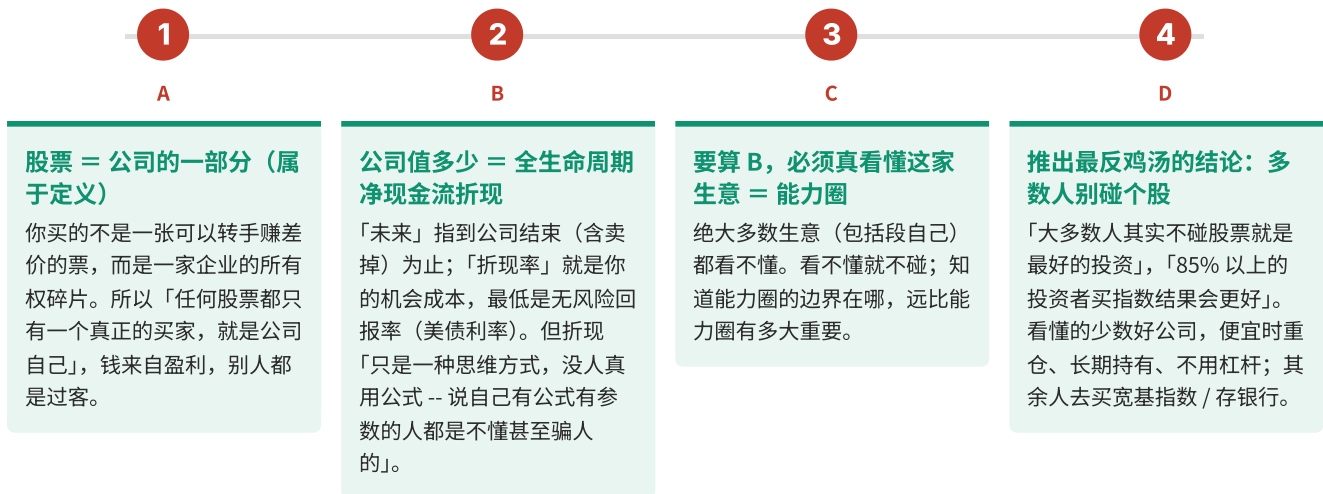 1
A
股票 ＝ 公司的一部分（属
于定义）
你买的不是一张可以转手赚差
价的票，而是一家企业的所有
权碎片。所以「任何股票都只
有一个真正的买家，就是公司
自己」，钱来自盈利，别人都
是过客。
2
B
公司值多少 ＝ 全生命周期
净现金流折现
「未来」指到公司结束（含卖
掉）为止；「折现率」就是你
的机会成本，最低是无风险回
报率（美债利率）。但折现
「只是一种思维方式，没人真
用公式 -- 说自己有公式有参
数的人都是不懂甚至骗人
的」。
3
C
要算 B，必须真看懂这家
生意 ＝ 能力圈
绝大多数生意（包括段自己）
都看不懂。看不懂就不碰；知
道能力圈的边界在哪，远比能
力圈有多大重要。
4
D
推出最反鸡汤的结论：多
数人别碰个股
「大多数人其实不碰股票就是
最好的投资」，「85% 以上的
投资者买指数结果会更好」。
看懂的少数好公司，便宜时重
仓、长期持有、不用杠杆；其
余人去买宽基指数 / 存银行。